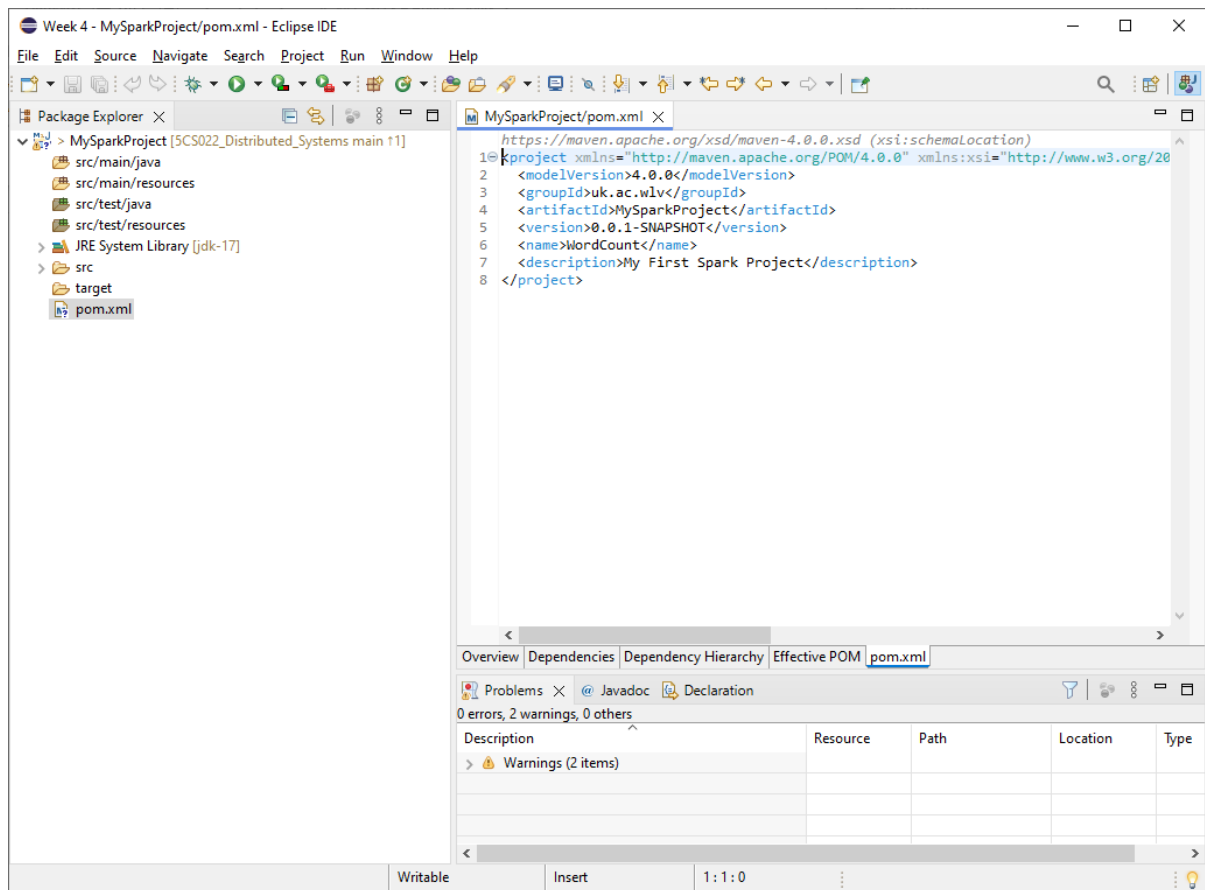 Week 4 - MySparkProject/pom.xml - Eclipse IDE
File Edit Source Navigate Search Project Run Window Help
Package Explorer
MySparkProject/pom.xml
> MySparkProject [5CS022_Distributed_Systems main ↑1]
src/main/java
src/main/resources
src/test/java
src/test/resources
JRE System Library [jdk-17]
src
target
pom.xml
https://maven.apache.org/xsd/maven-4.0.0.xsd (xsi:schemaLocation)
1 <project xmlns="http://maven.apache.org/POM/4.0.0" xmlns:xsi="http://www.w3.org/20
2 <modelVersion>4.0.0</modelVersion>
3 <groupId>uk.ac.wlv</groupId>
4 <artifactId>MySparkProject</artifactId>
5 <version>0.0.1-SNAPSHOT</version>
6 <name>WordCount</name>
7 <description>My First Spark Project</description>
8 </project>
Overview Dependencies Dependency Hierarchy Effective POM pom.xml
Problems @ Javadoc Declaration
0 errors, 2 warnings, 0 others
Description Resource Path Location Type
Warnings (2 items)
Writable Insert 1 : 1 : 0